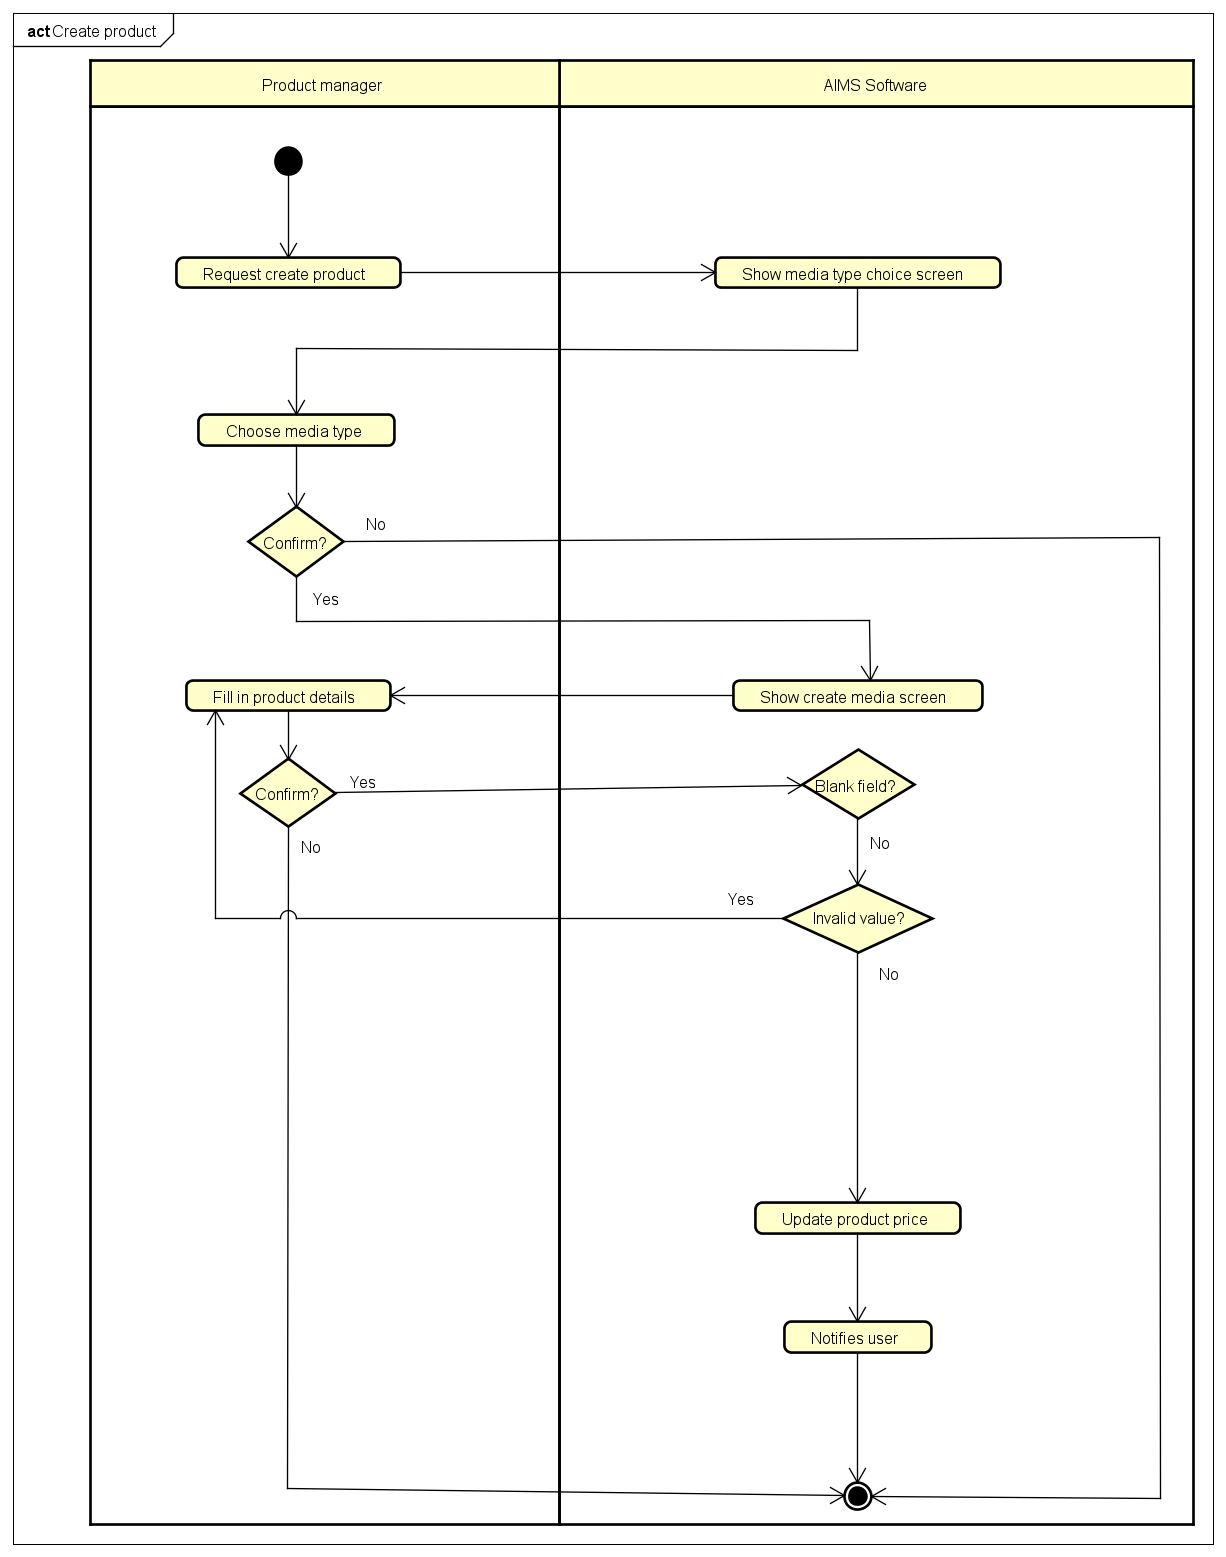 act Create product
Product manager
AIMS Software
Request create product
Show media type choice screen
Choose media type
Confirm?
No
Yes
Fill in product details
Show create media screen
Confirm?
Yes
Blank field?
No
No
Yes
Invalid value?
No
Update product price
Notifies user